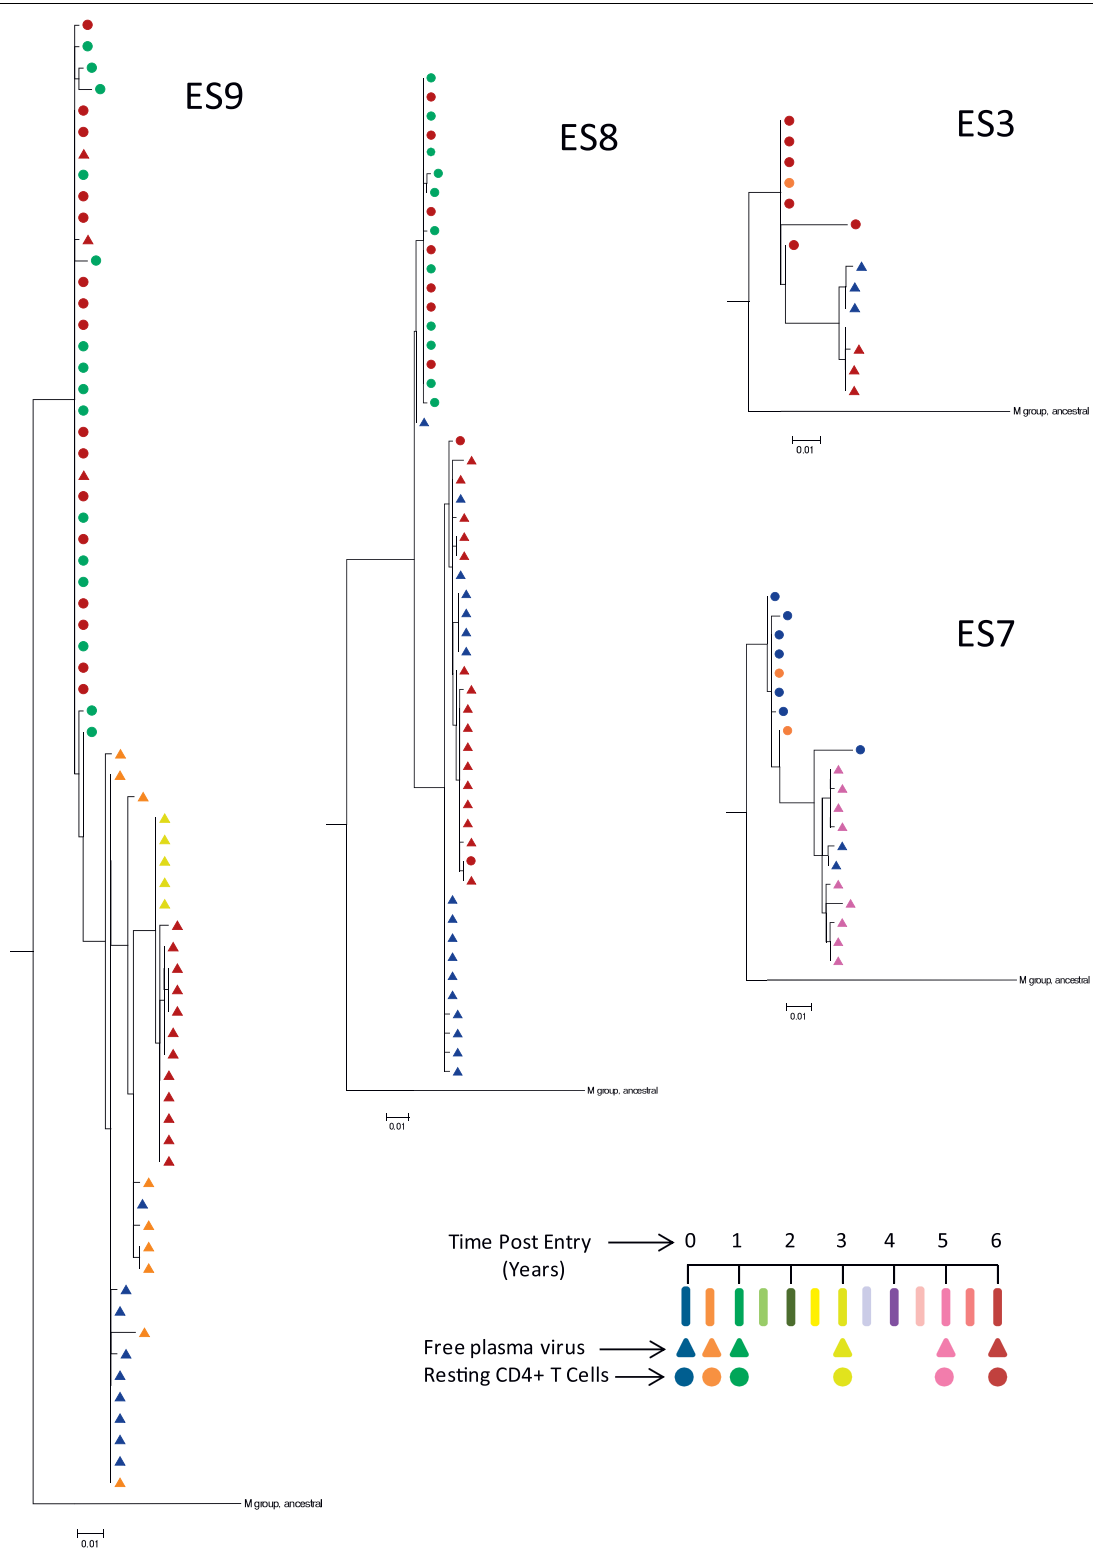 ES9
ES8
ES3
M group, ancestral
0.01
ES7
M group, ancestral
0.01
M group, ancestral
0.01
Time Post Entry
(Years)
0 1 2 3 4 5 6
Free plasma virus
Resting CD4+ T Cells
M group, ancestral
0.01